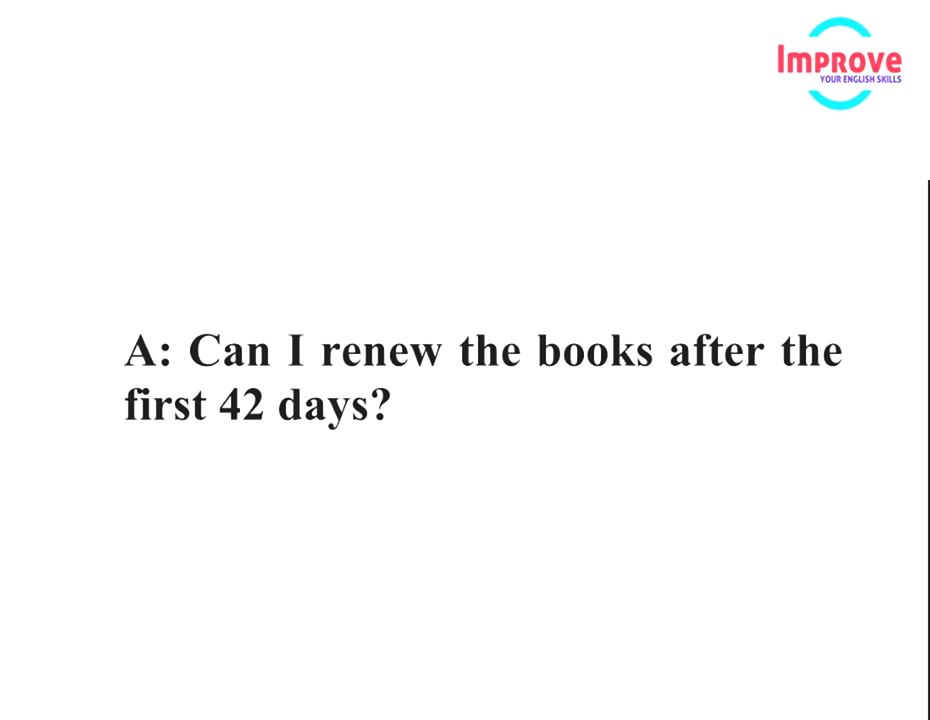 Improve
YOUR ENGLISH SKILLS
A: Can I renew the books after the
first 42 days?